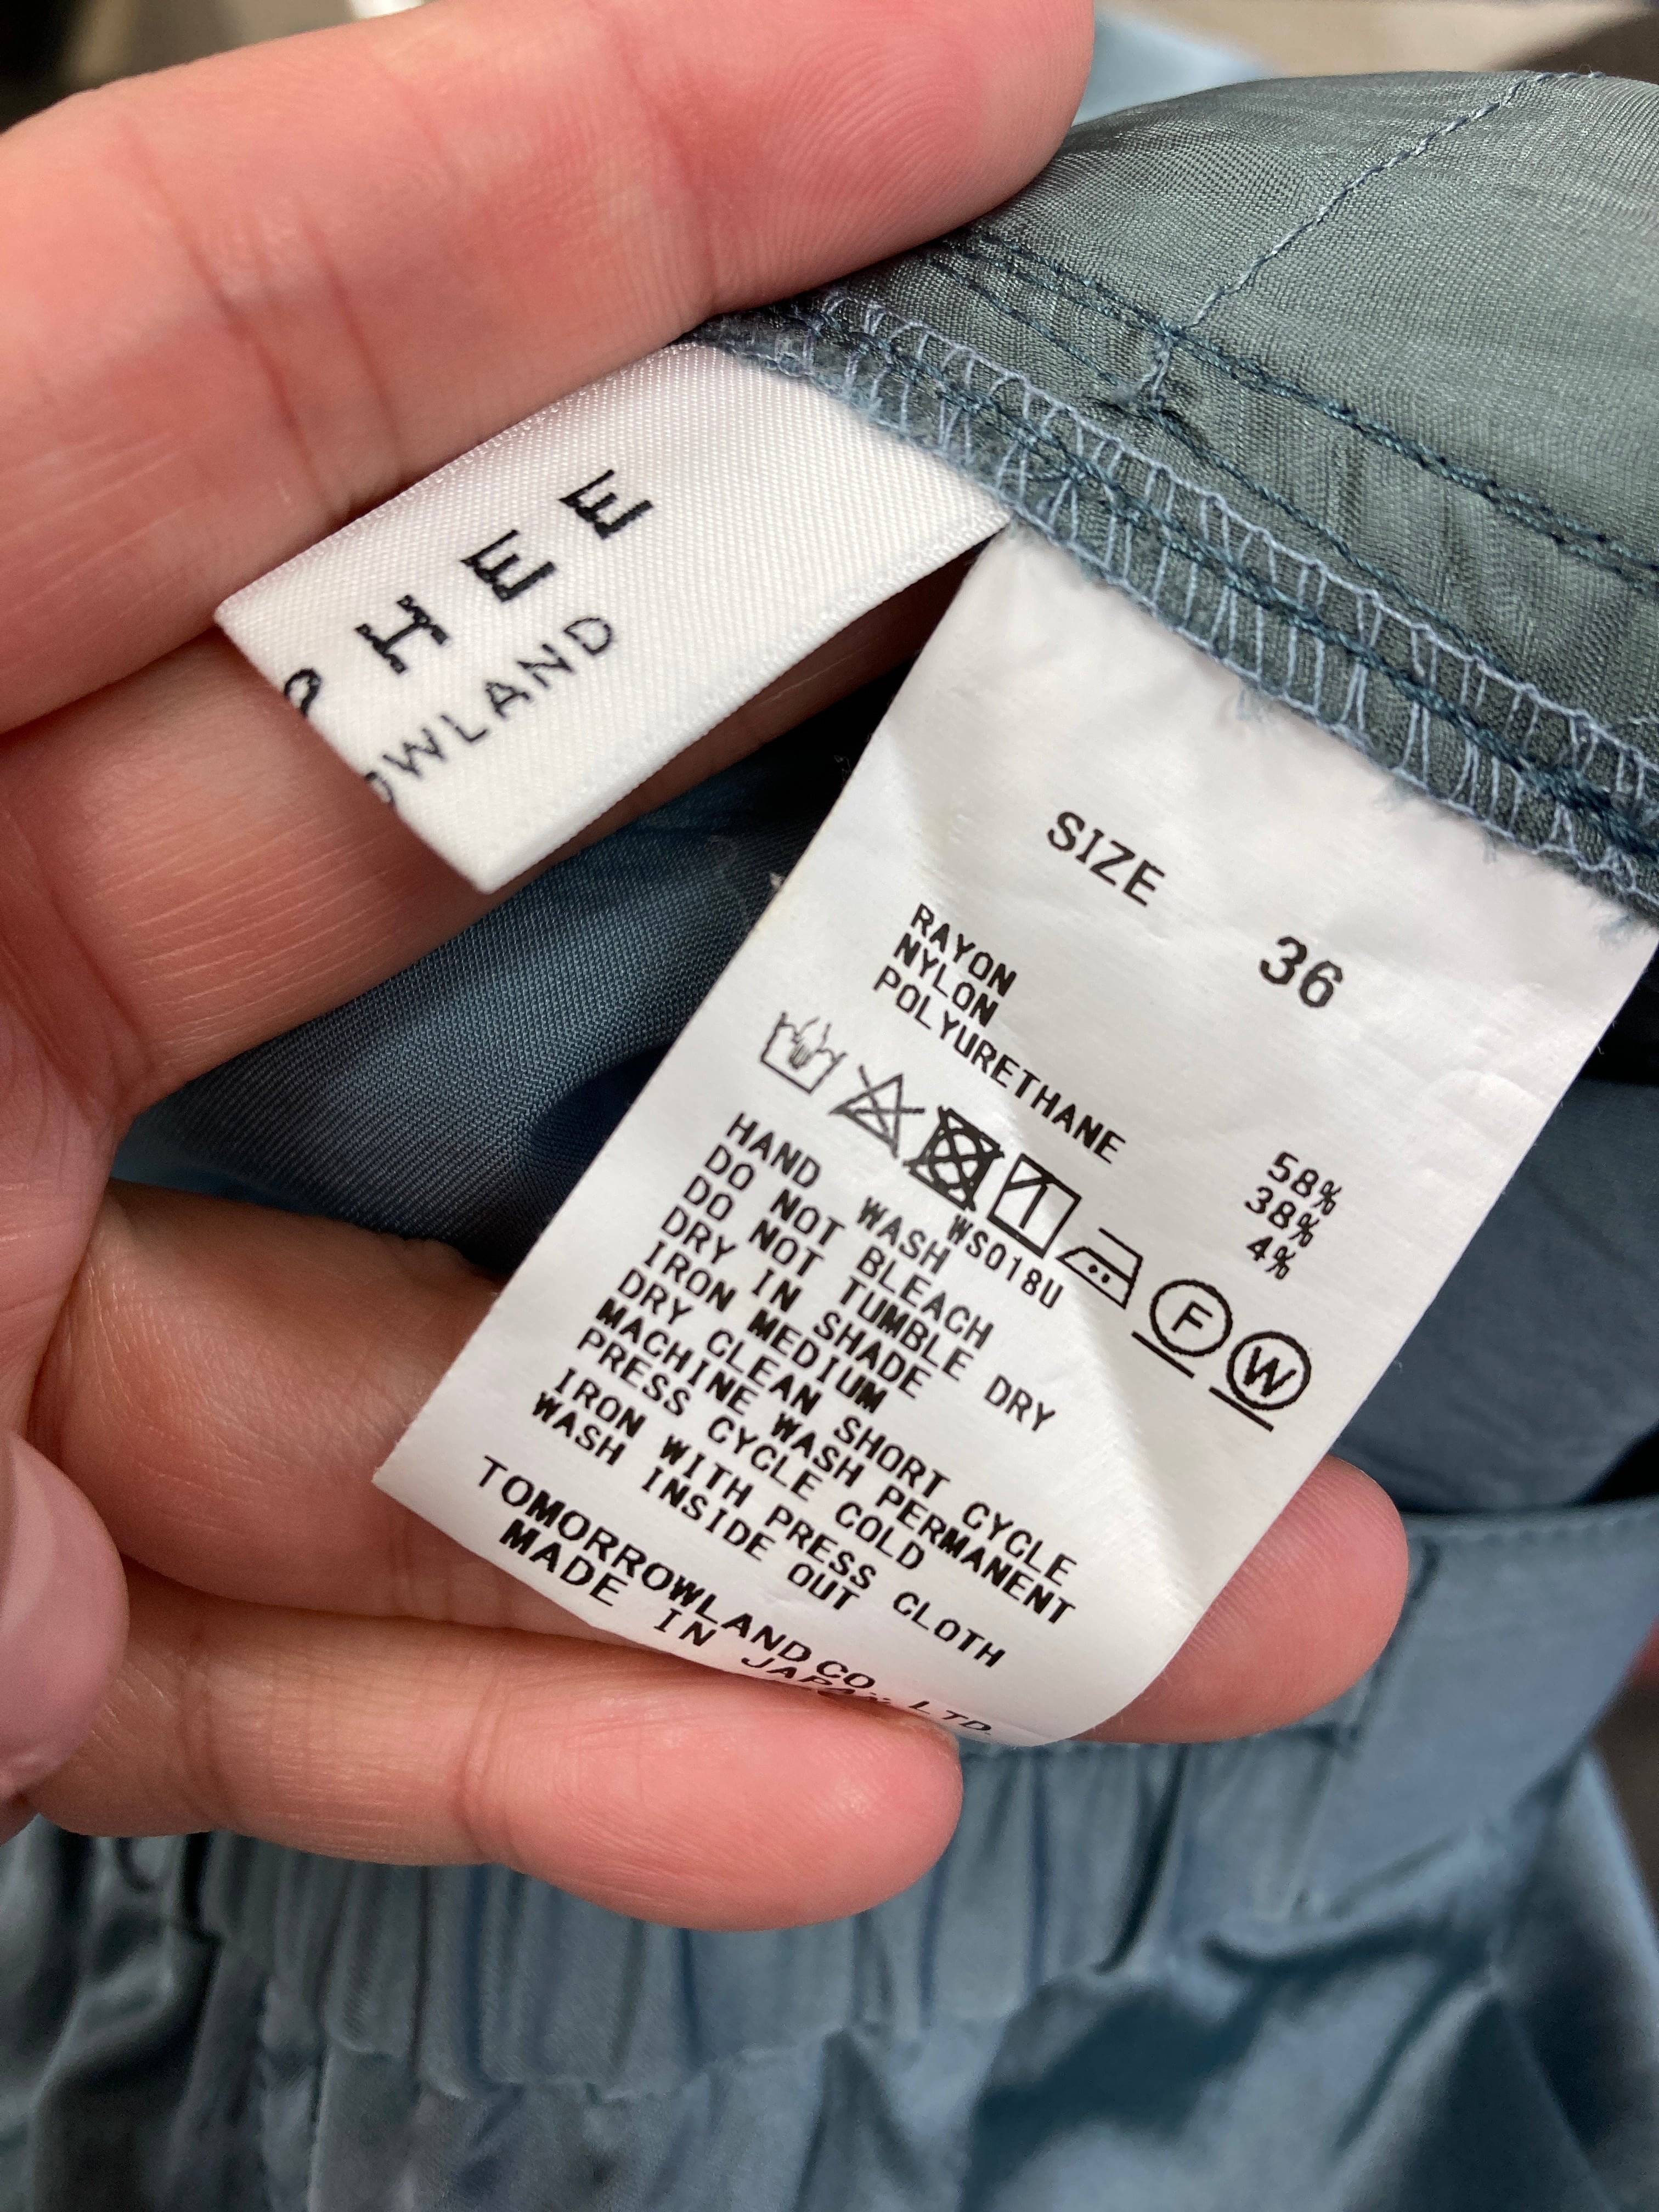 HEE
OWLAND
SIZE 36
RAYON 58%
NYLON 38%
POLYURETHANE 4%
F W
WS018U
HAND WASH
DO NOT BLEACH
DO NOT TUMBLE DRY
DRY IN SHADE
IRON MEDIUM
DRY CLEAN SHORT CYCLE
MACHINE WASH PERMANENT
PRESS CYCLE COLD
IRON WITH PRESS CLOTH
WASH INSIDE OUT
TOMORROWLAND CO., LTD.
MADE IN JAPAN